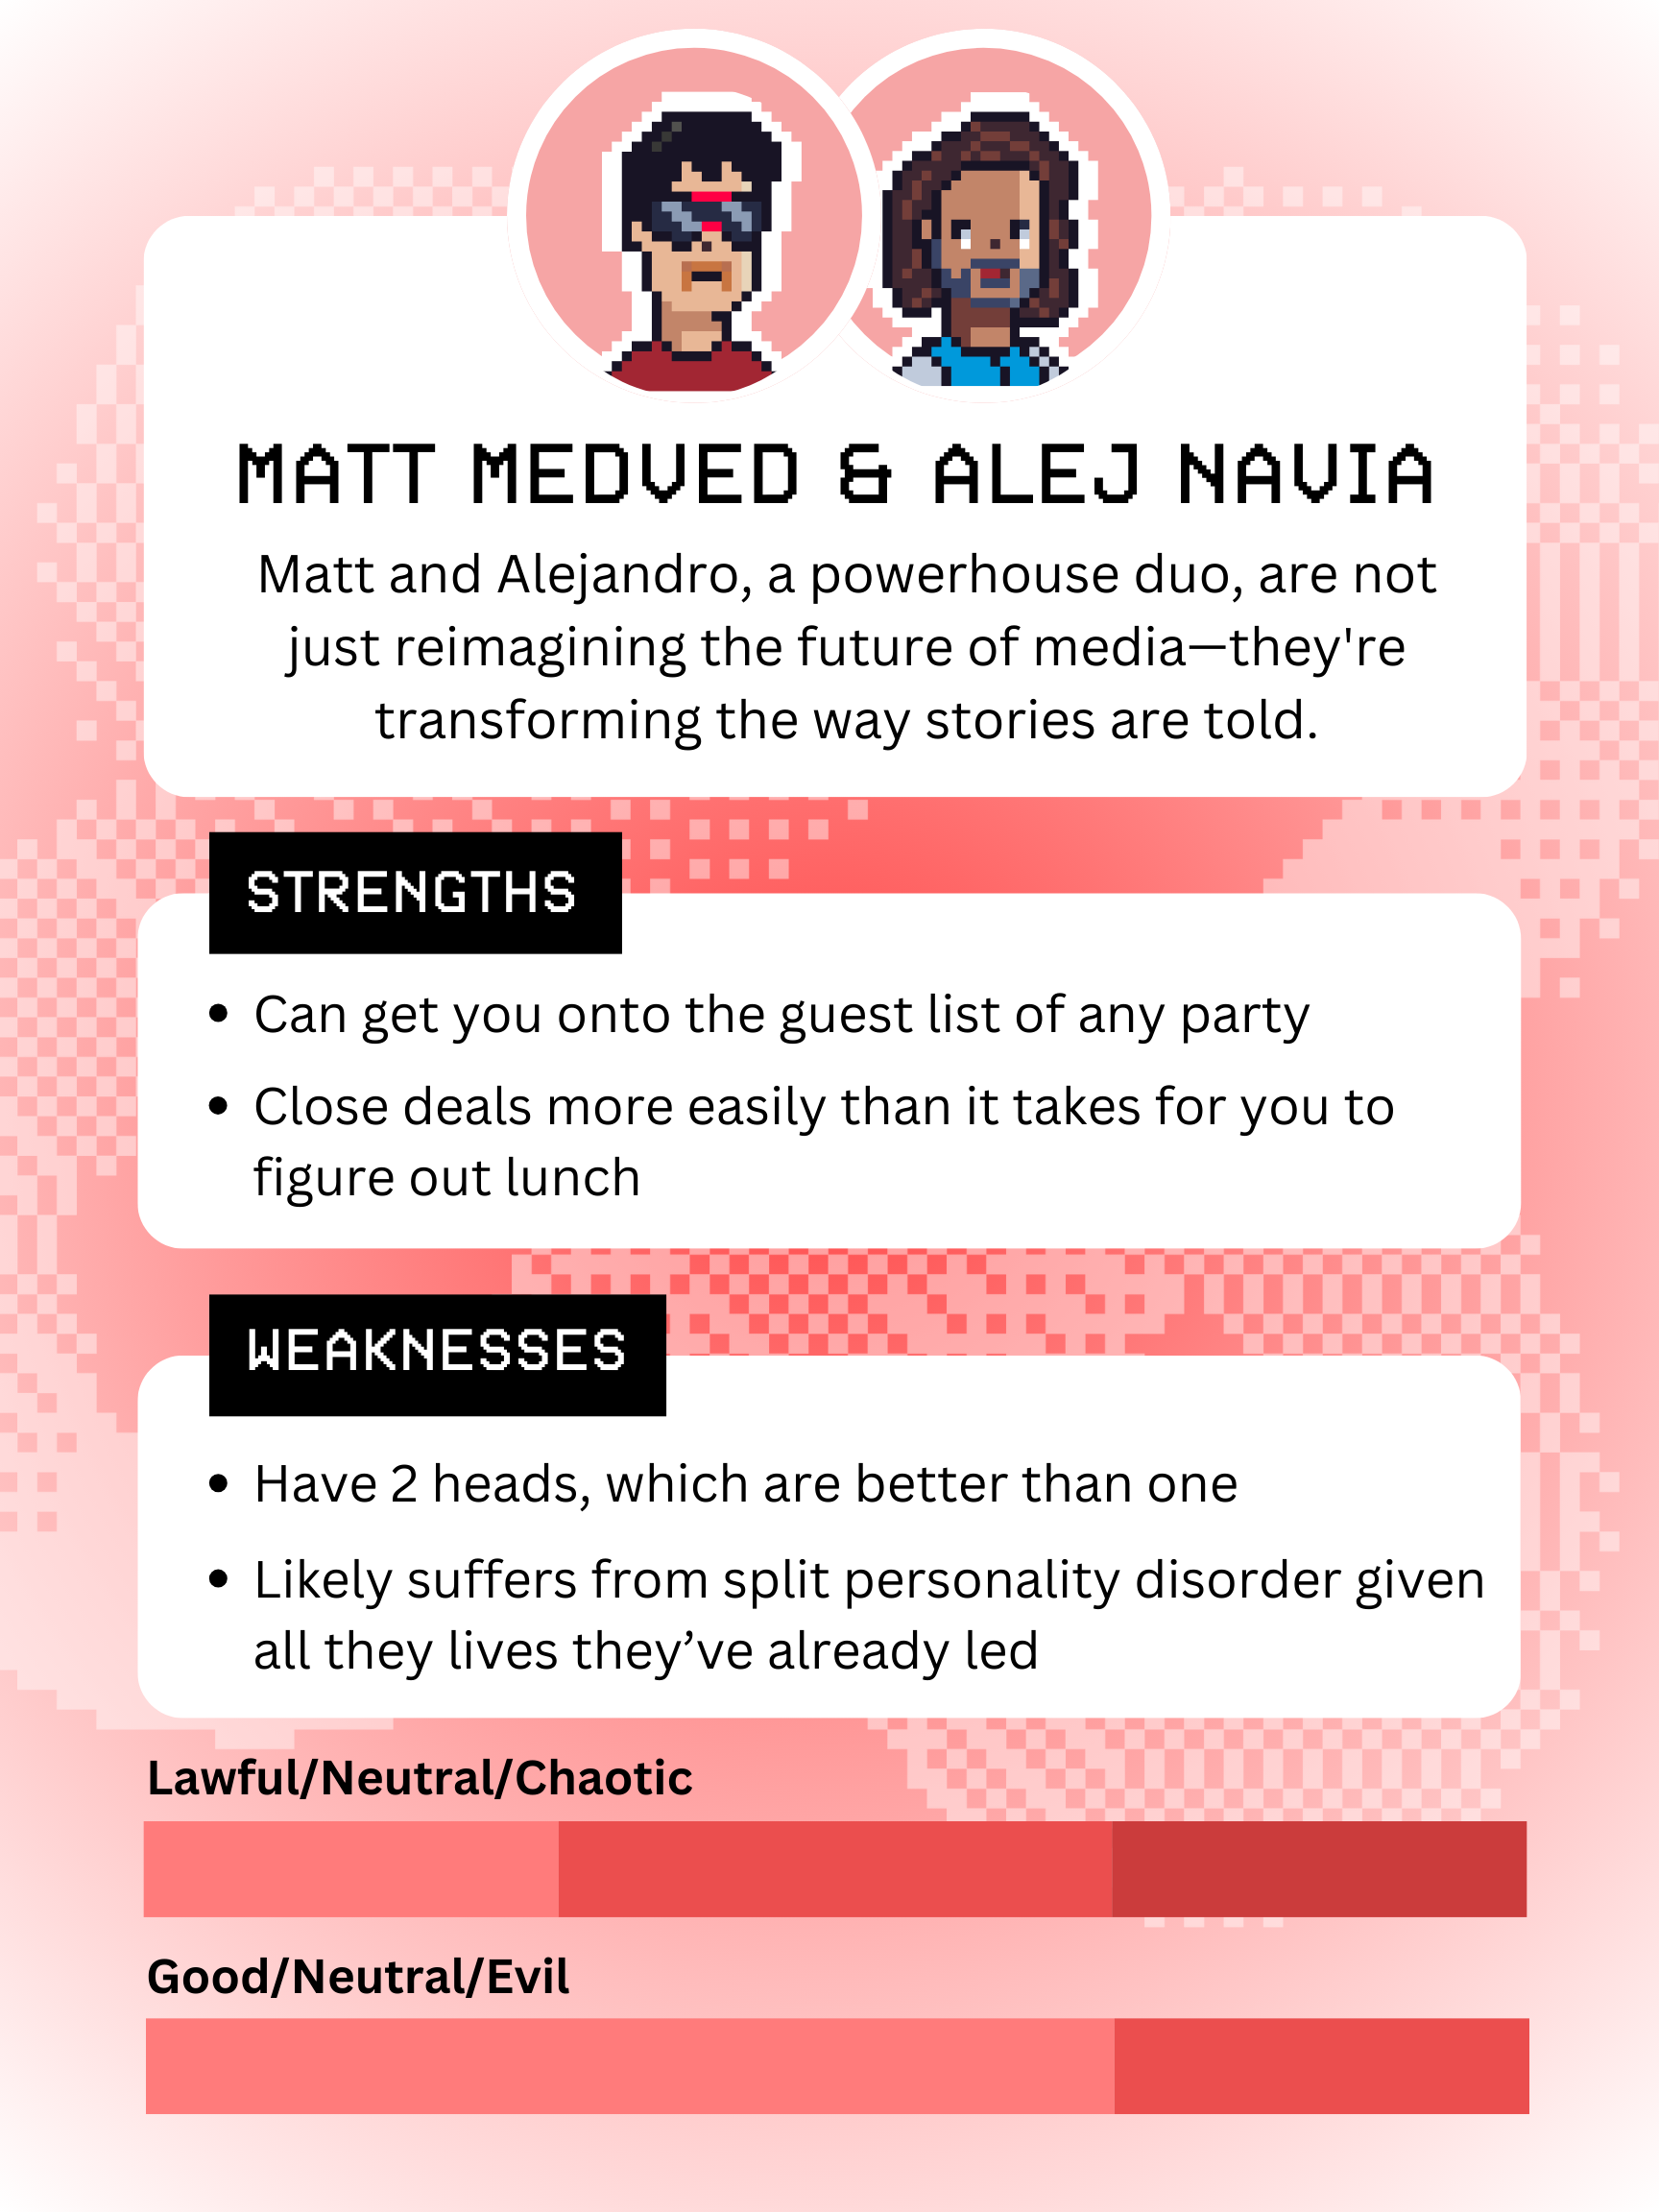 MATT MEDVED & ALEJ NAVIA
Matt and Alejandro, a powerhouse duo, are not
just reimagining the future of media—they're
transforming the way stories are told.
STRENGTHS
• Can get you onto the guest list of any party
• Close deals more easily than it takes for you to
figure out lunch
WEAKNESSES
• Have 2 heads, which are better than one
• Likely suffers from split personality disorder given
all they lives they’ve already led
Lawful/Neutral/Chaotic
Good/Neutral/Evil